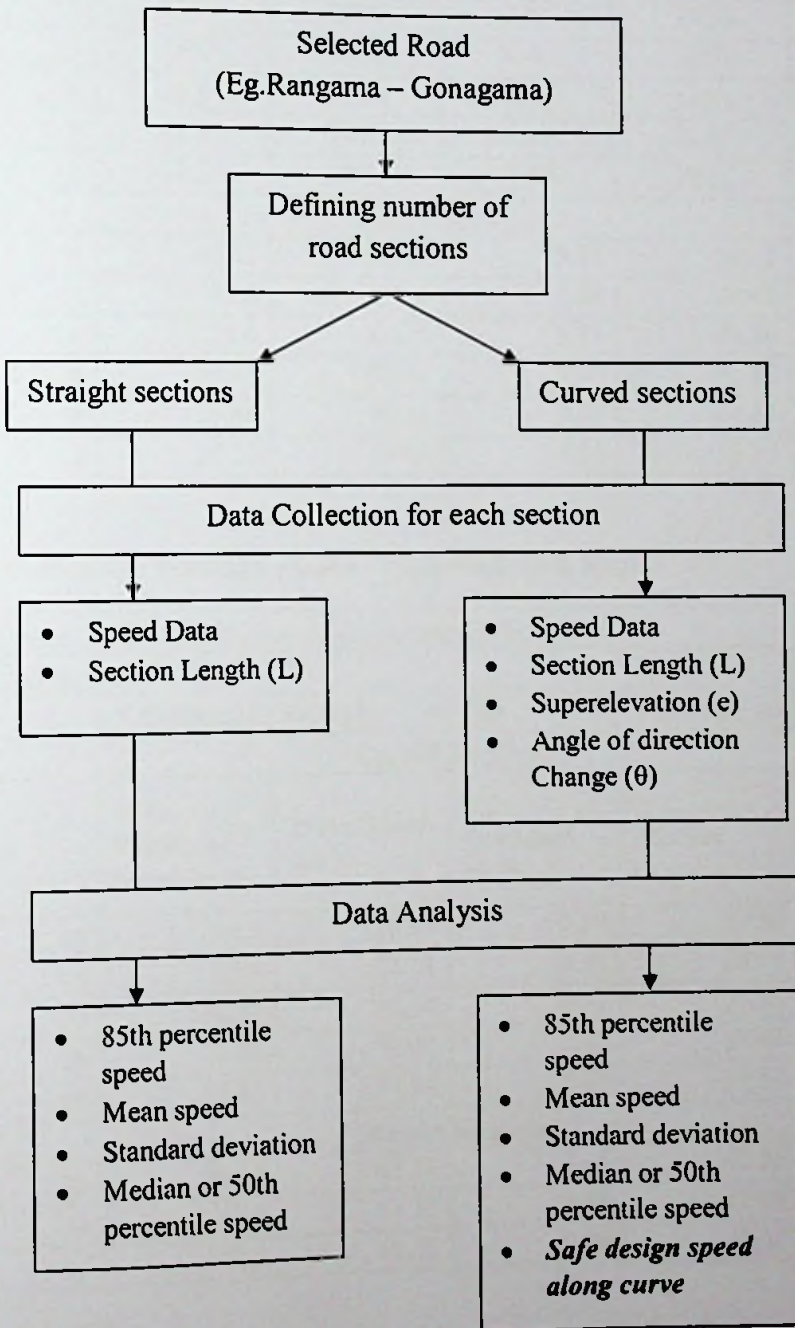 Selected Road
(Eg.Rangama – Gonagama)
Defining number of
road sections
Straight sections
Curved sections
Data Collection for each section
• Speed Data
• Section Length (L)
• Speed Data
• Section Length (L)
• Superelevation (e)
• Angle of direction
Change (θ)
Data Analysis
• 85th percentile
speed
• Mean speed
• Standard deviation
• Median or 50th
percentile speed
• 85th percentile
speed
• Mean speed
• Standard deviation
• Median or 50th
percentile speed
• Safe design speed
along curve